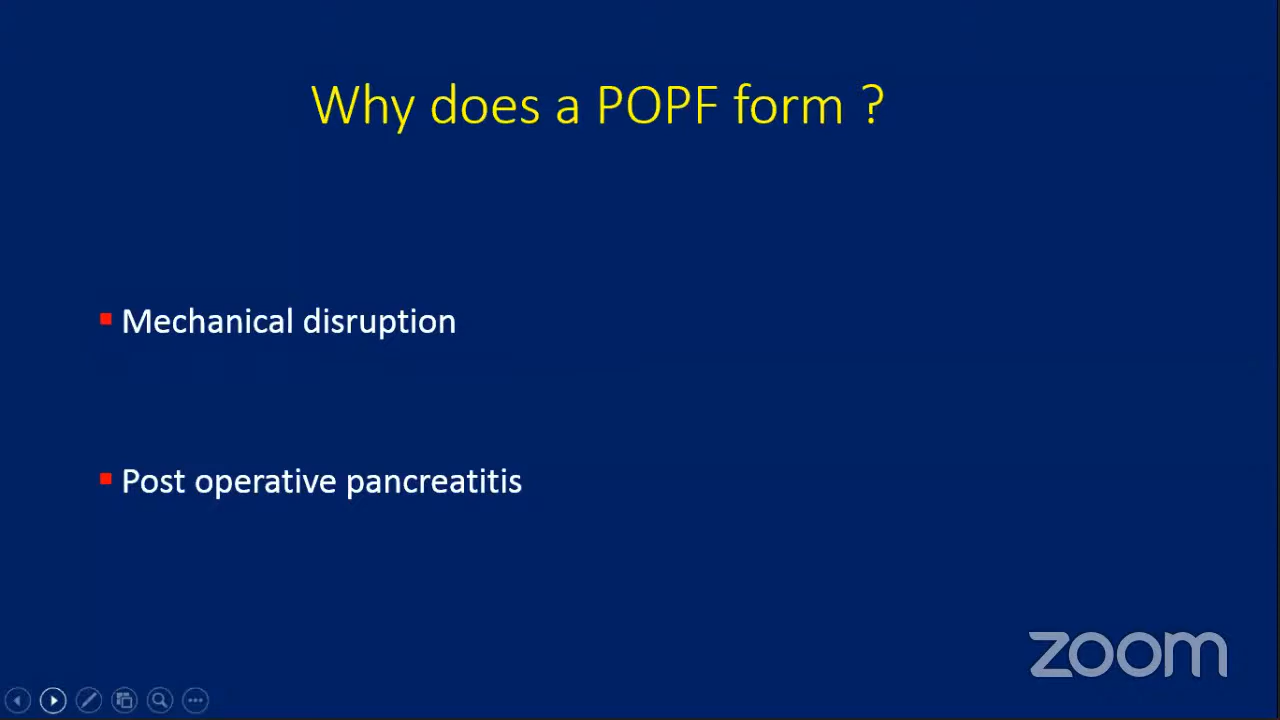 Why does a POPF form ?
Mechanical disruption
Post operative pancreatitis
zoom